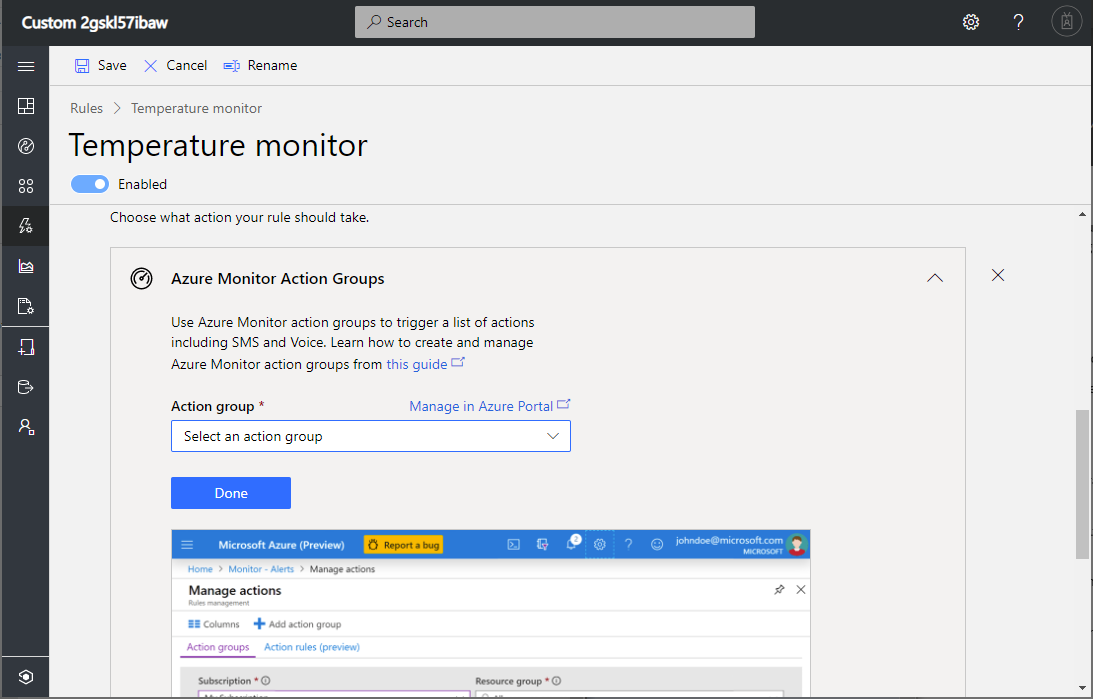 Custom 2gskl57ibaw
Search
Save Cancel Rename
Rules > Temperature monitor
Temperature monitor
Enabled
Choose what action your rule should take.
Azure Monitor Action Groups
Use Azure Monitor action groups to trigger a list of actions
including SMS and Voice. Learn how to create and manage
Azure Monitor action groups from this guide
Action group * Manage in Azure Portal
Select an action group
Done
Microsoft Azure (Preview) Report a bug 2 johndoe@microsoft.com
MICROSOFT
Home > Monitor - Alerts > Manage actions
Manage actions
Rules management
Columns Add action group
Action groups Action rules (preview)
Subscription * Resource group *